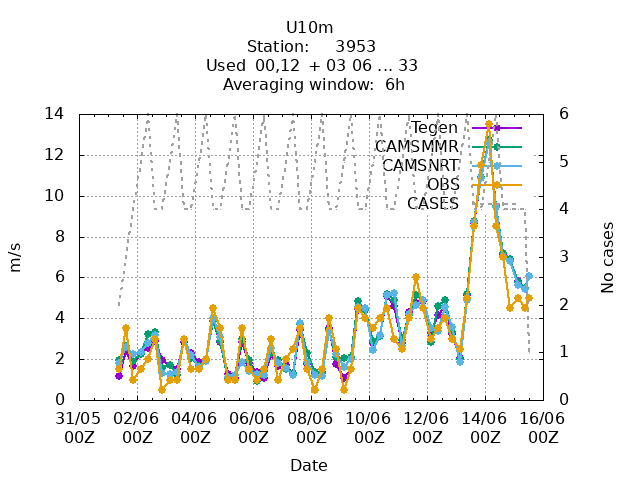 U10m
Station: 3953
Used 00,12 + 03 06 ... 33
Averaging window: 6h
14 6
Tegen
CAMSMMR
12 5
CAMSNRT
OBS
10 4
CASES
8
3
m/s
No cases
6
2
4
1
2
0 0
31/05 02/06 04/06 06/06 08/06 10/06 12/06 14/06 16/06
00Z 00Z 00Z 00Z 00Z 00Z 00Z 00Z 00Z
Date